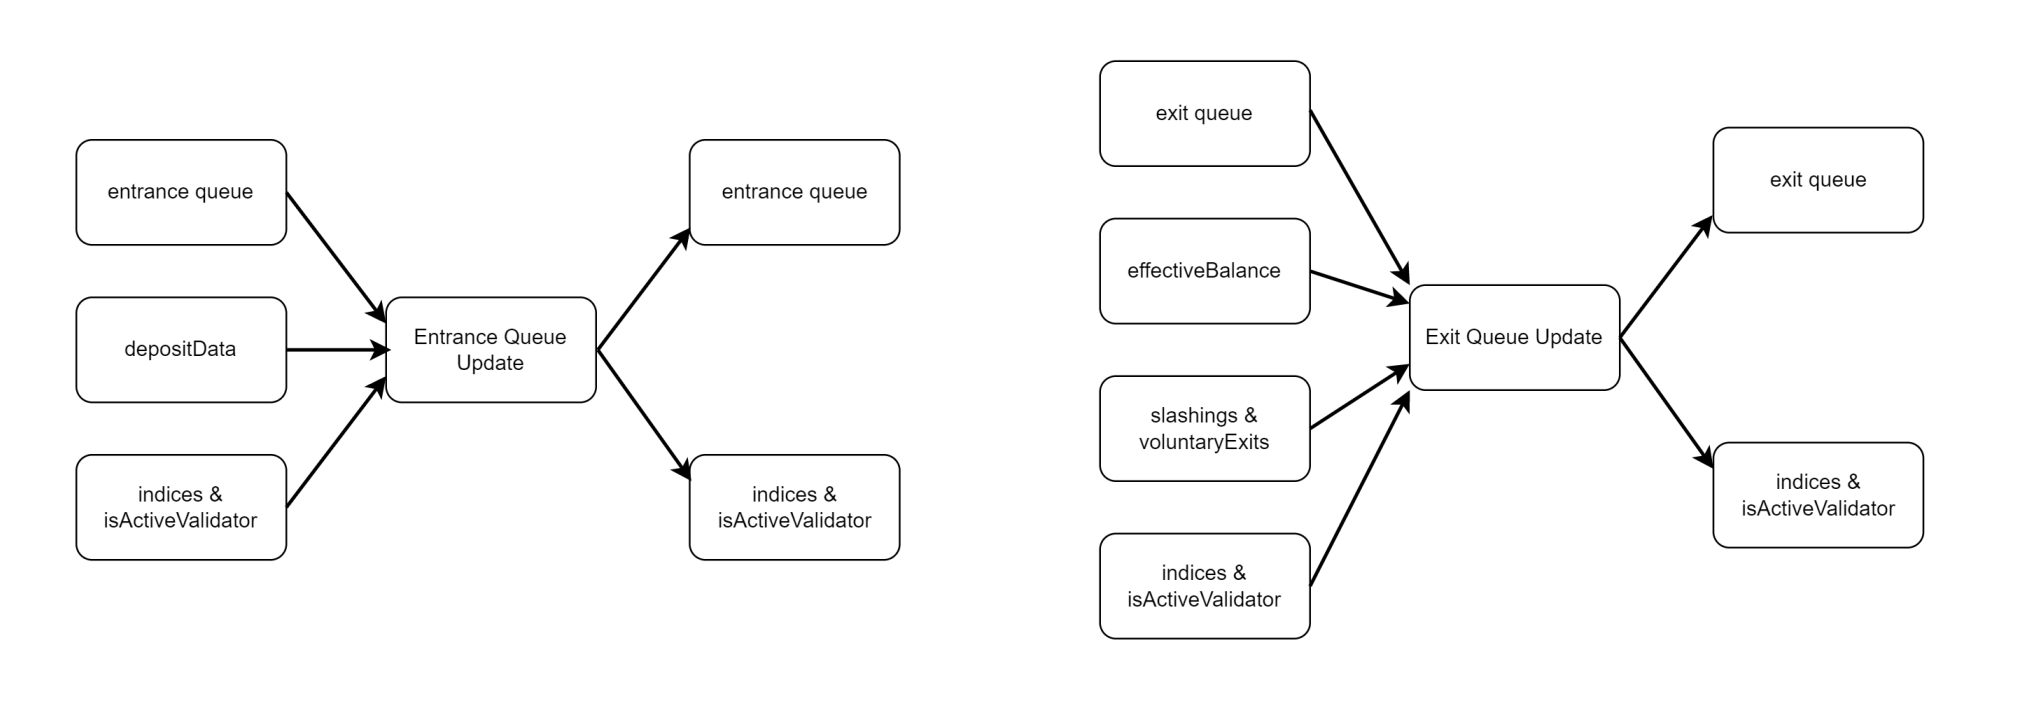 entrance queue
depositData
indices &
isActiveValidator
Entrance Queue
Update
entrance queue
indices &
isActiveValidator
exit queue
effectiveBalance
slashings &
voluntaryExits
indices &
isActiveValidator
Exit Queue Update
exit queue
indices &
isActiveValidator